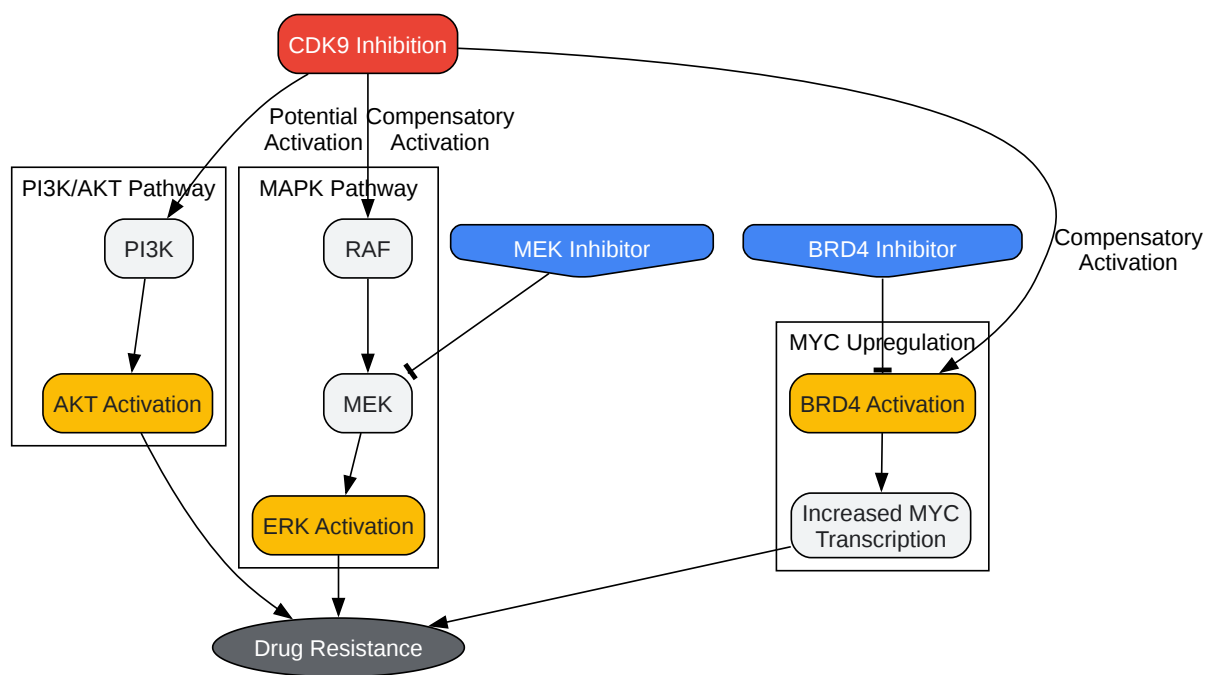 CDK9 Inhibition
Potential
Activation
Compensatory
Activation
PI3K/AKT Pathway
MAPK Pathway
PI3K
RAF
MEK Inhibitor
BRD4 Inhibitor
Compensatory
Activation
MYC Upregulation
AKT Activation
MEK
BRD4 Activation
ERK Activation
Increased MYC
Transcription
Drug Resistance